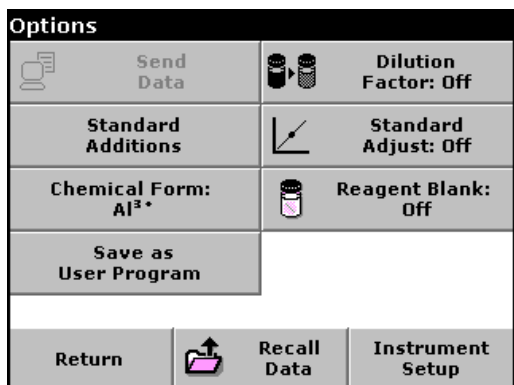 Options
Send
Data
Dilution
Factor: Off
Standard
Additions
Standard
Adjust: Off
Chemical Form:
Al³⁺
Reagent Blank:
Off
Save as
User Program
Return
Recall
Data
Instrument
Setup